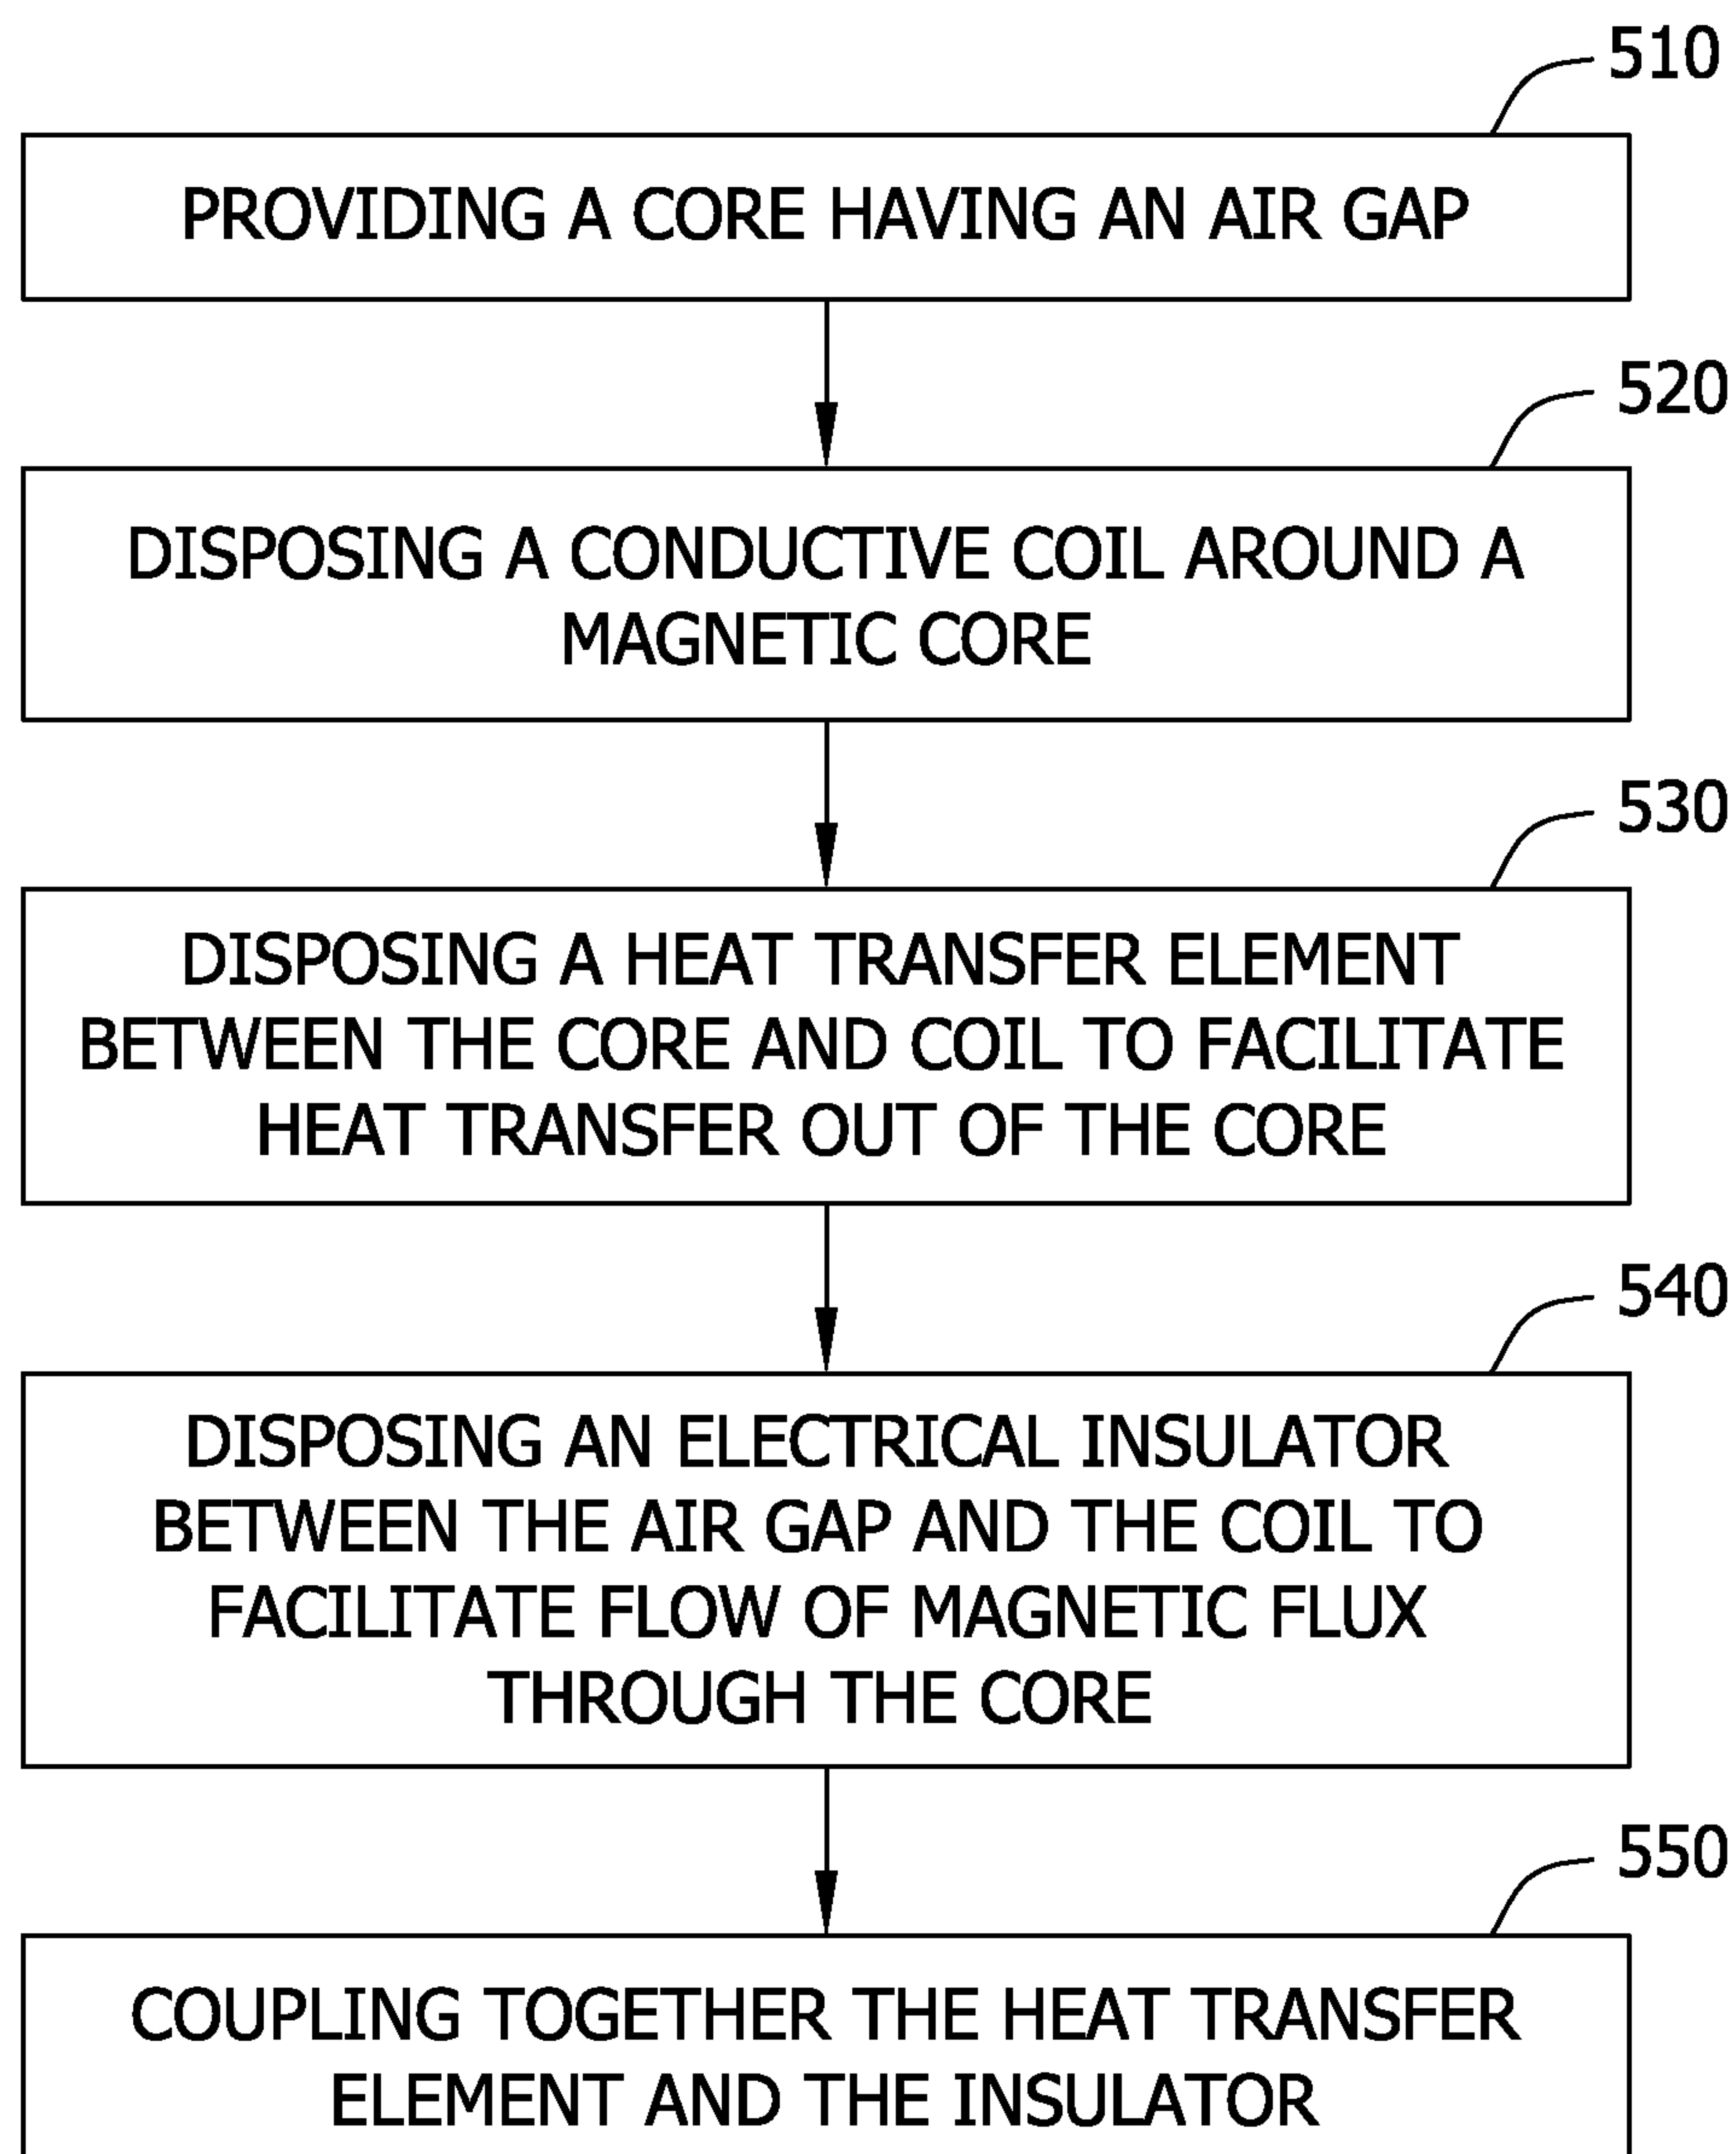 510
PROVIDING A CORE HAVING AN AIR GAP
520
DISPOSING A CONDUCTIVE COIL AROUND A
MAGNETIC CORE
530
DISPOSING A HEAT TRANSFER ELEMENT
BETWEEN THE CORE AND COIL TO FACILITATE
HEAT TRANSFER OUT OF THE CORE
540
DISPOSING AN ELECTRICAL INSULATOR
BETWEEN THE AIR GAP AND THE COIL TO
FACILITATE FLOW OF MAGNETIC FLUX
THROUGH THE CORE
550
COUPLING TOGETHER THE HEAT TRANSFER
ELEMENT AND THE INSULATOR